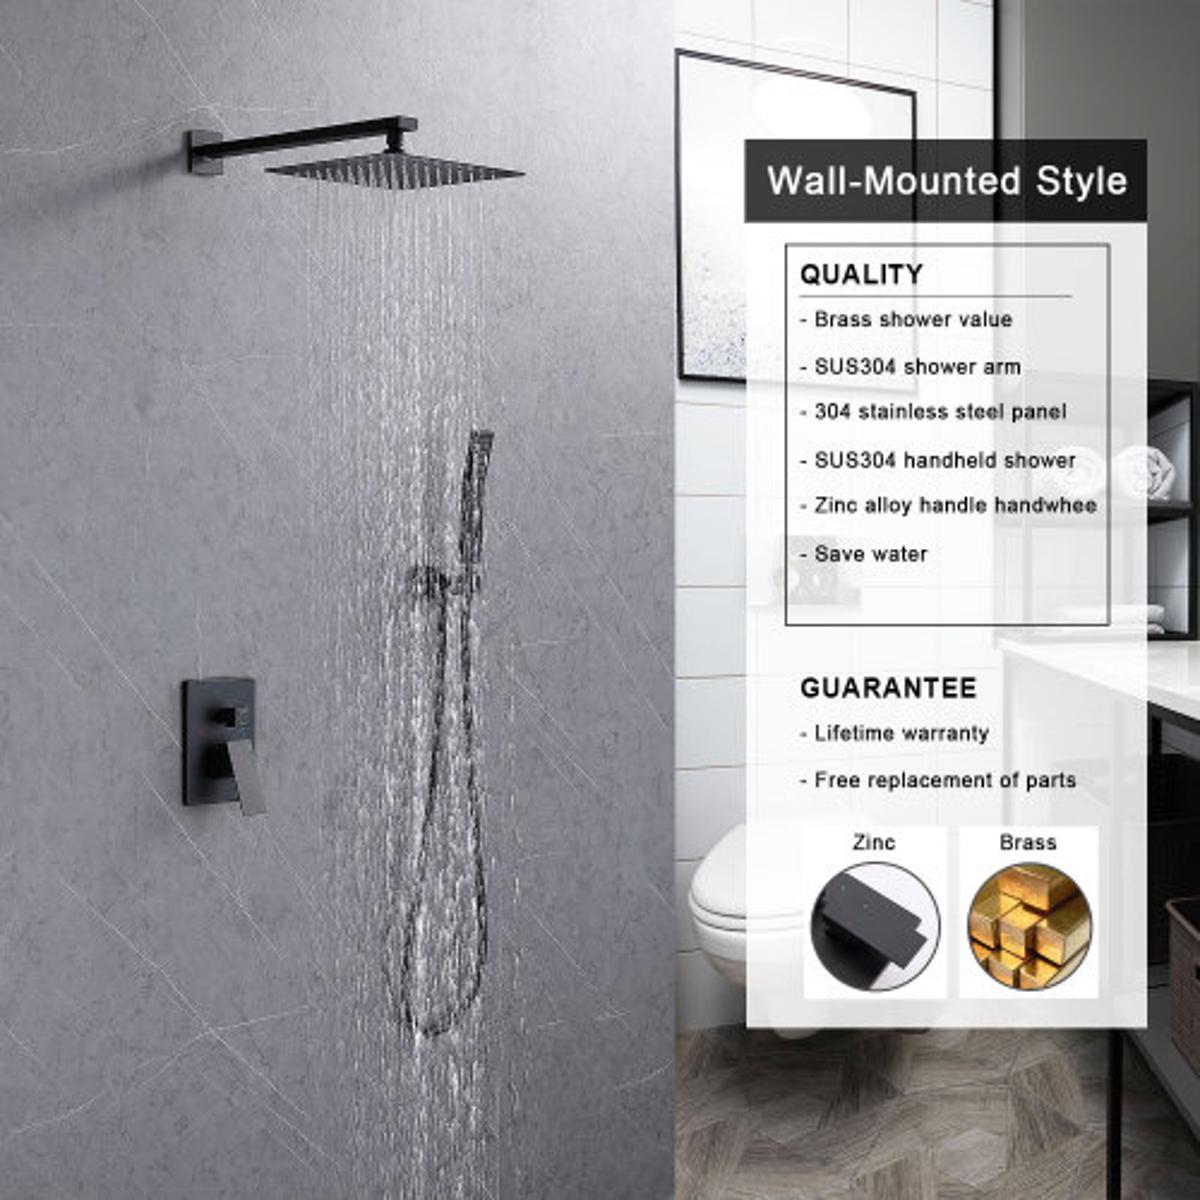 Wall-Mounted Style
QUALITY
- Brass shower value
- SUS304 shower arm
- 304 stainless steel panel
- SUS304 handheld shower
- Zinc alloy handle handwhee
- Save water
GUARANTEE
- Lifetime warranty
- Free replacement of parts
Zinc
Brass